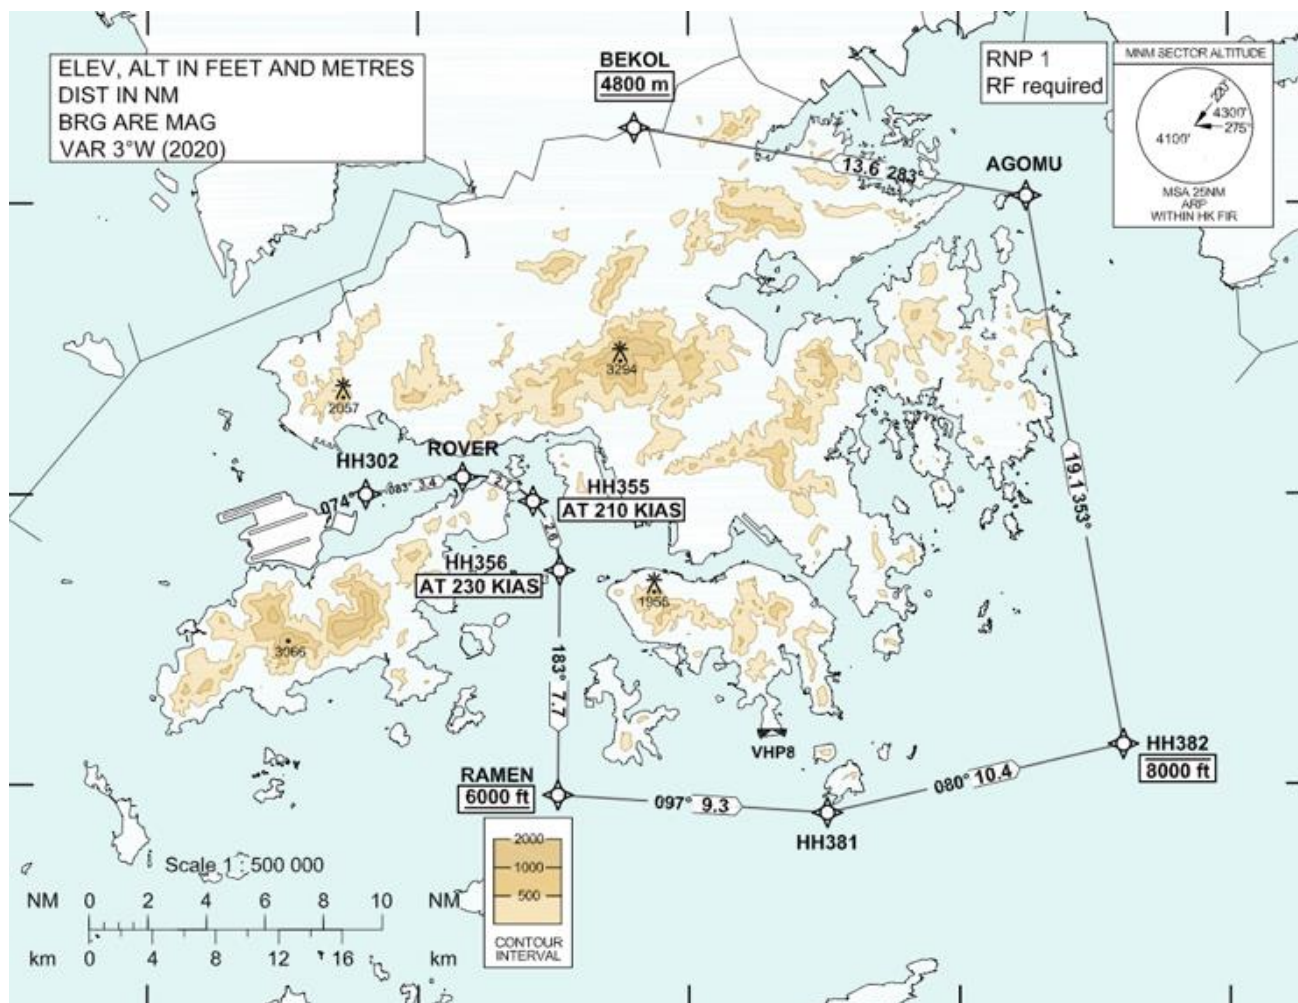 BEKOL
4800 m
ELEV, ALT IN FEET AND METRES
DIST IN NM
BRG ARE MAG
VAR 3°W (2020)
RNP 1
RF required
MNM SECTOR ALTITUDE
220°
4300'
275°
4100'
MSA 25NM
ARP
WITHIN HK FIR
13.6 283°
AGOMU
3294
2057
ROVER
HH302
074°
083° 3.4
HH355
AT 210 KIAS
2.6
HH356
AT 230 KIAS
19.1 353°
1956
3066
183° 7.7
VHP8
HH382
8000 ft
RAMEN
6000 ft
097° 9.3
080° 10.4
HH381
2000
1000
500
CONTOUR
INTERVAL
Scale 1 : 500 000
NM 0 2 4 6 8 10 NM
km 0 4 8 12 16 km